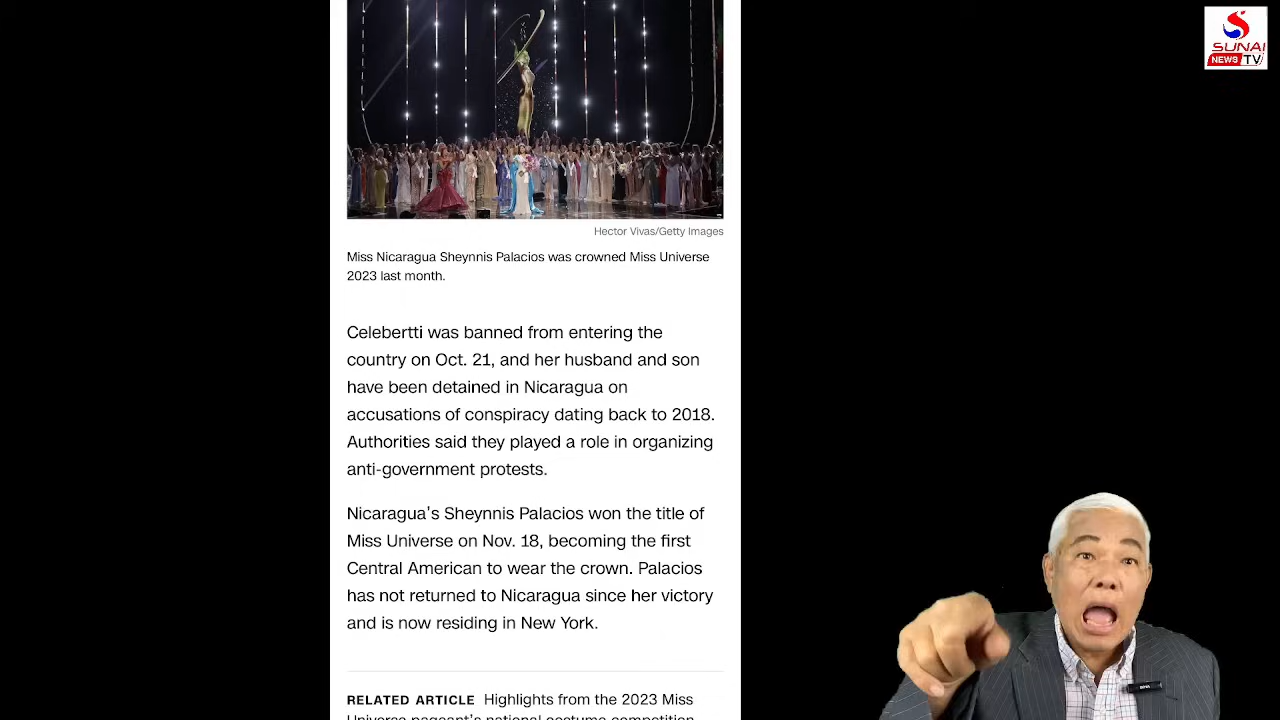 SUNAI
NEWS TV
Hector Vivas/Getty Images
Miss Nicaragua Sheynnis Palacios was crowned Miss Universe
2023 last month.
Celebertti was banned from entering the
country on Oct. 21, and her husband and son
have been detained in Nicaragua on
accusations of conspiracy dating back to 2018.
Authorities said they played a role in organizing
anti-government protests.
Nicaragua's Sheynnis Palacios won the title of
Miss Universe on Nov. 18, becoming the first
Central American to wear the crown. Palacios
has not returned to Nicaragua since her victory
and is now residing in New York.
RELATED ARTICLE Highlights from the 2023 Miss
Universe pageant's national costume competition